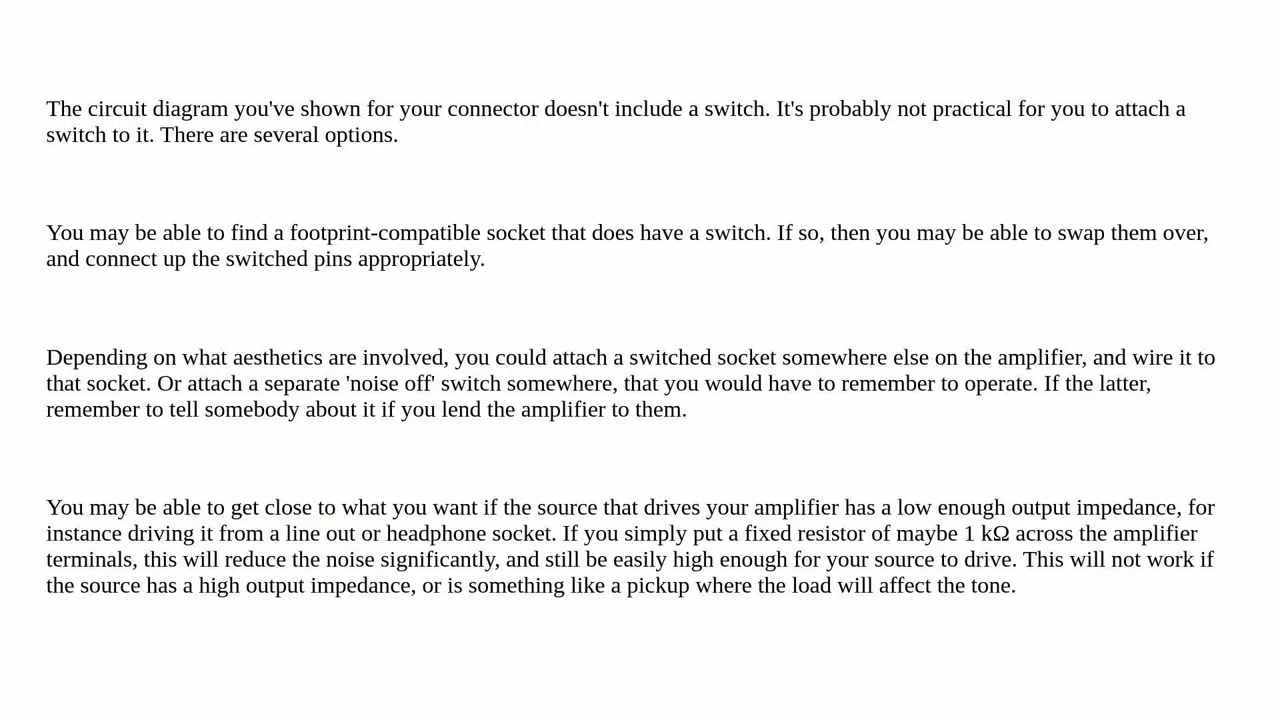 The circuit diagram you've shown for your connector doesn't include a switch. It's probably not practical for you to attach a
switch to it. There are several options.
You may be able to find a footprint-compatible socket that does have a switch. If so, then you may be able to swap them over,
and connect up the switched pins appropriately.
Depending on what aesthetics are involved, you could attach a switched socket somewhere else on the amplifier, and wire it to
that socket. Or attach a separate 'noise off' switch somewhere, that you would have to remember to operate. If the latter,
remember to tell somebody about it if you lend the amplifier to them.
You may be able to get close to what you want if the source that drives your amplifier has a low enough output impedance, for
instance driving it from a line out or headphone socket. If you simply put a fixed resistor of maybe 1 kΩ across the amplifier
terminals, this will reduce the noise significantly, and still be easily high enough for your source to drive. This will not work if
the source has a high output impedance, or is something like a pickup where the load will affect the tone.